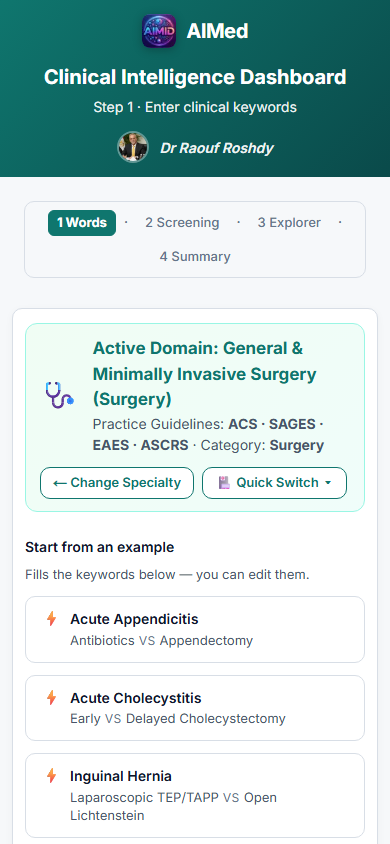 AIMID
AIMed
Clinical Intelligence Dashboard
Step 1 · Enter clinical keywords
Dr Raouf Roshdy
1 Words · 2 Screening · 3 Explorer ·
4 Summary
Active Domain: General &
Minimally Invasive Surgery
(Surgery)
Practice Guidelines: ACS · SAGES ·
EAES · ASCRS · Category: Surgery
← Change Specialty
Quick Switch
Start from an example
Fills the keywords below — you can edit them.
Acute Appendicitis
Antibiotics VS Appendectomy
Acute Cholecystitis
Early VS Delayed Cholecystectomy
Inguinal Hernia
Laparoscopic TEP/TAPP VS Open
Lichtenstein